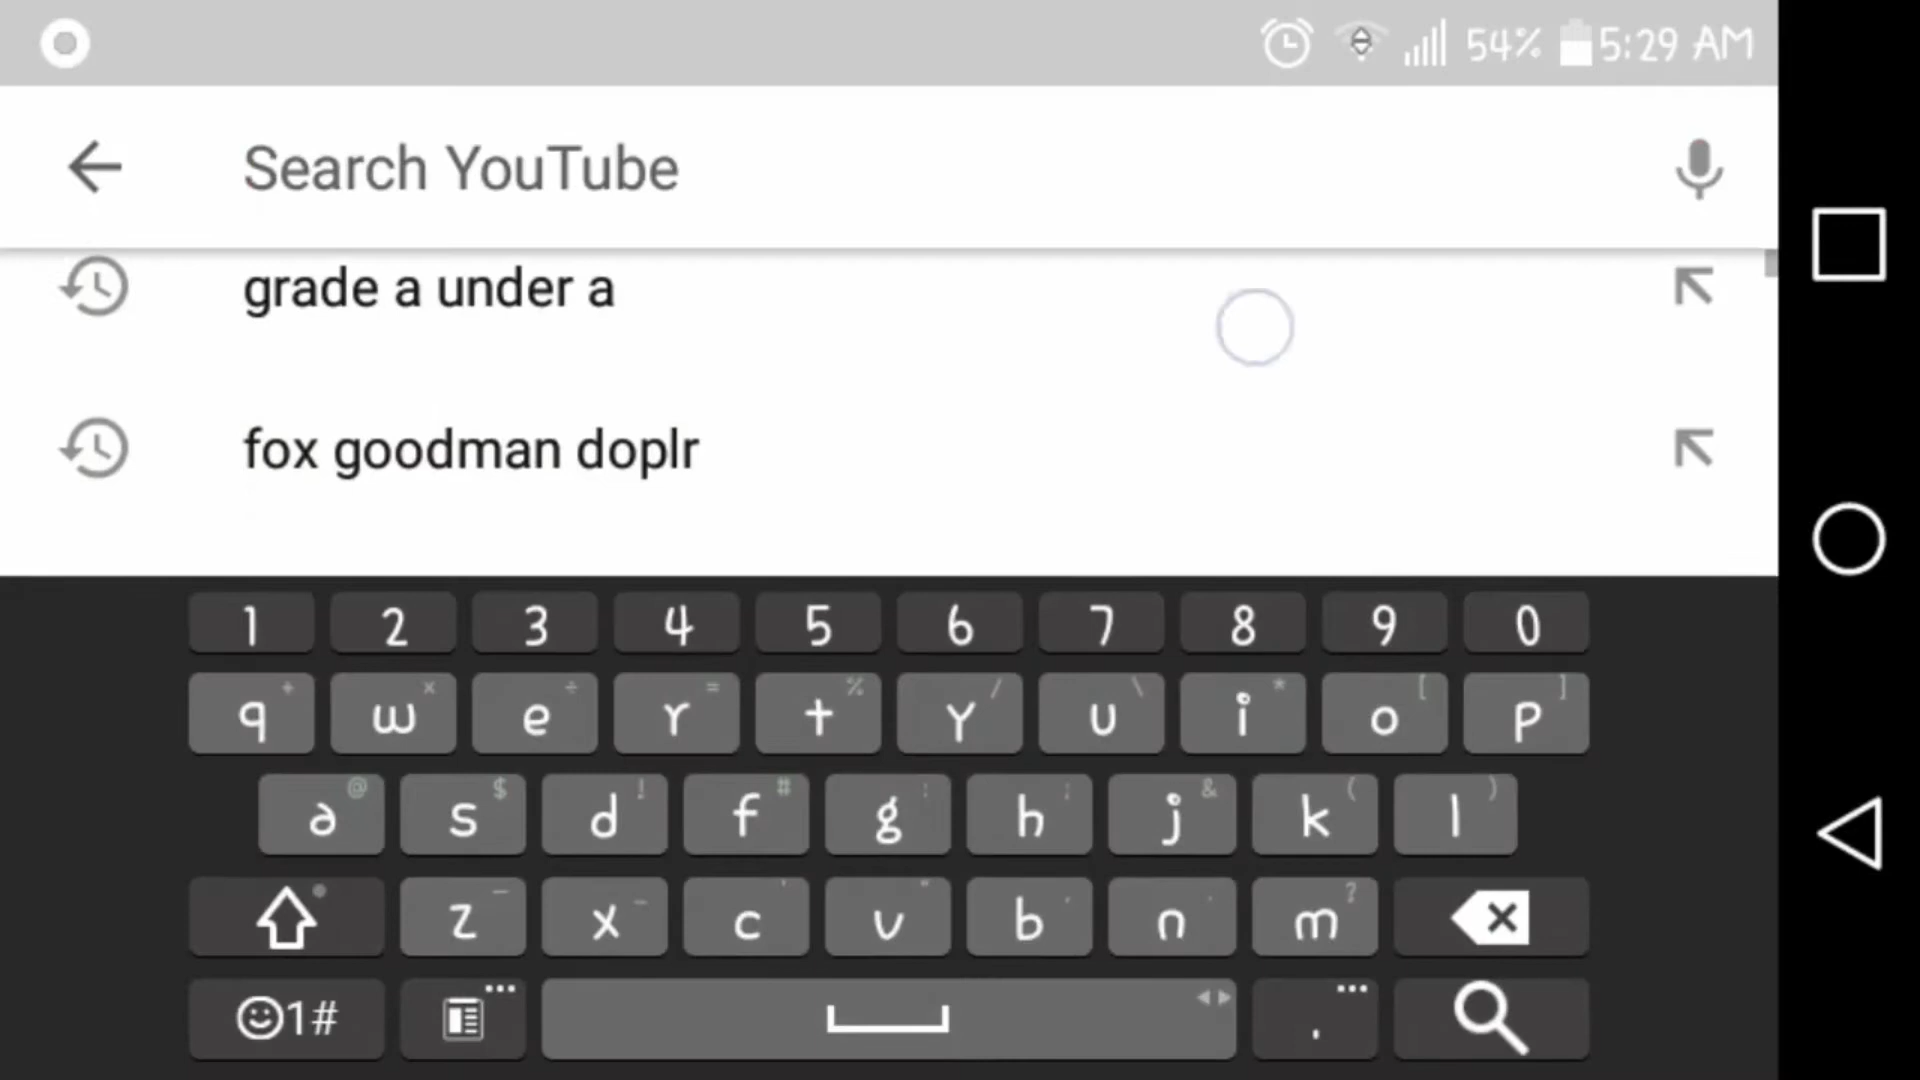 54% 5:29 AM
Search YouTube
grade a under a
fox goodman doplr
1 2 3 4 5 6 7 8 9 0
q + w × e ÷ r = t % y / u \ i * o [ p ]
a @ s $ d ! f # g : h ; j & k ( l )
z x c v b n m ?
1# ... .